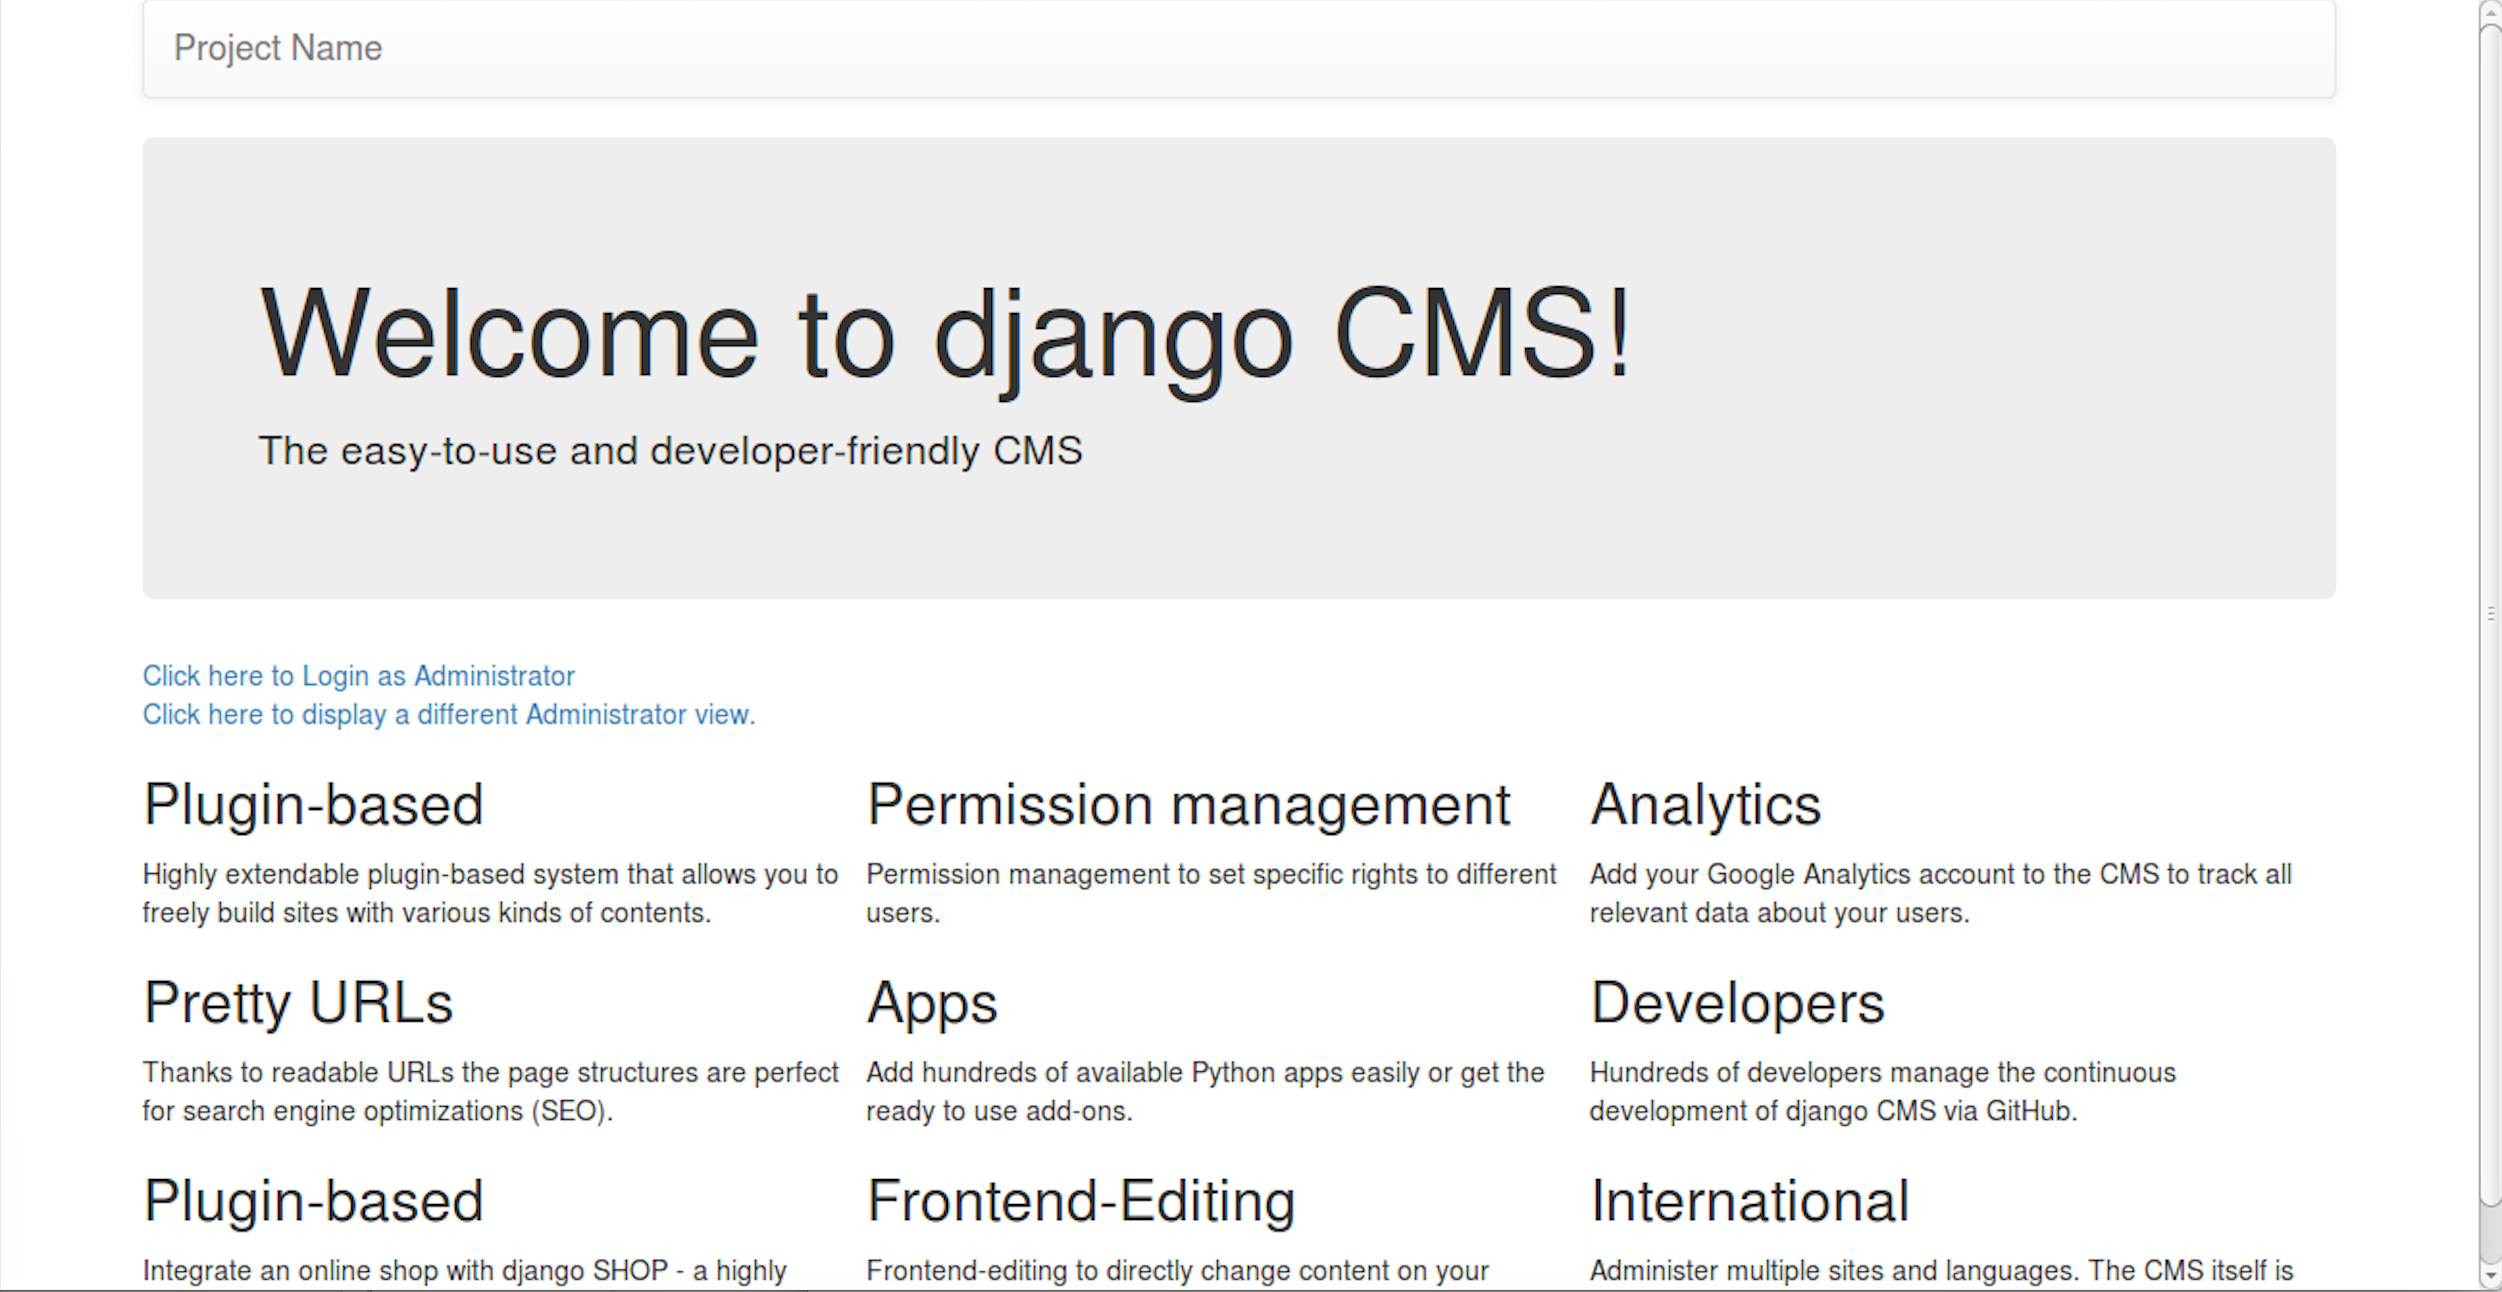 Project Name
Welcome to django CMS!
The easy-to-use and developer-friendly CMS
Click here to Login as Administrator
Click here to display a different Administrator view.
Plugin-based
Highly extendable plugin-based system that allows you to
freely build sites with various kinds of contents.
Permission management
Permission management to set specific rights to different
users.
Analytics
Add your Google Analytics account to the CMS to track all
relevant data about your users.
Pretty URLs
Thanks to readable URLs the page structures are perfect
for search engine optimizations (SEO).
Apps
Add hundreds of available Python apps easily or get the
ready to use add-ons.
Developers
Hundreds of developers manage the continuous
development of django CMS via GitHub.
Plugin-based
Integrate an online shop with django SHOP - a highly
Frontend-Editing
Frontend-editing to directly change content on your
International
Administer multiple sites and languages. The CMS itself is